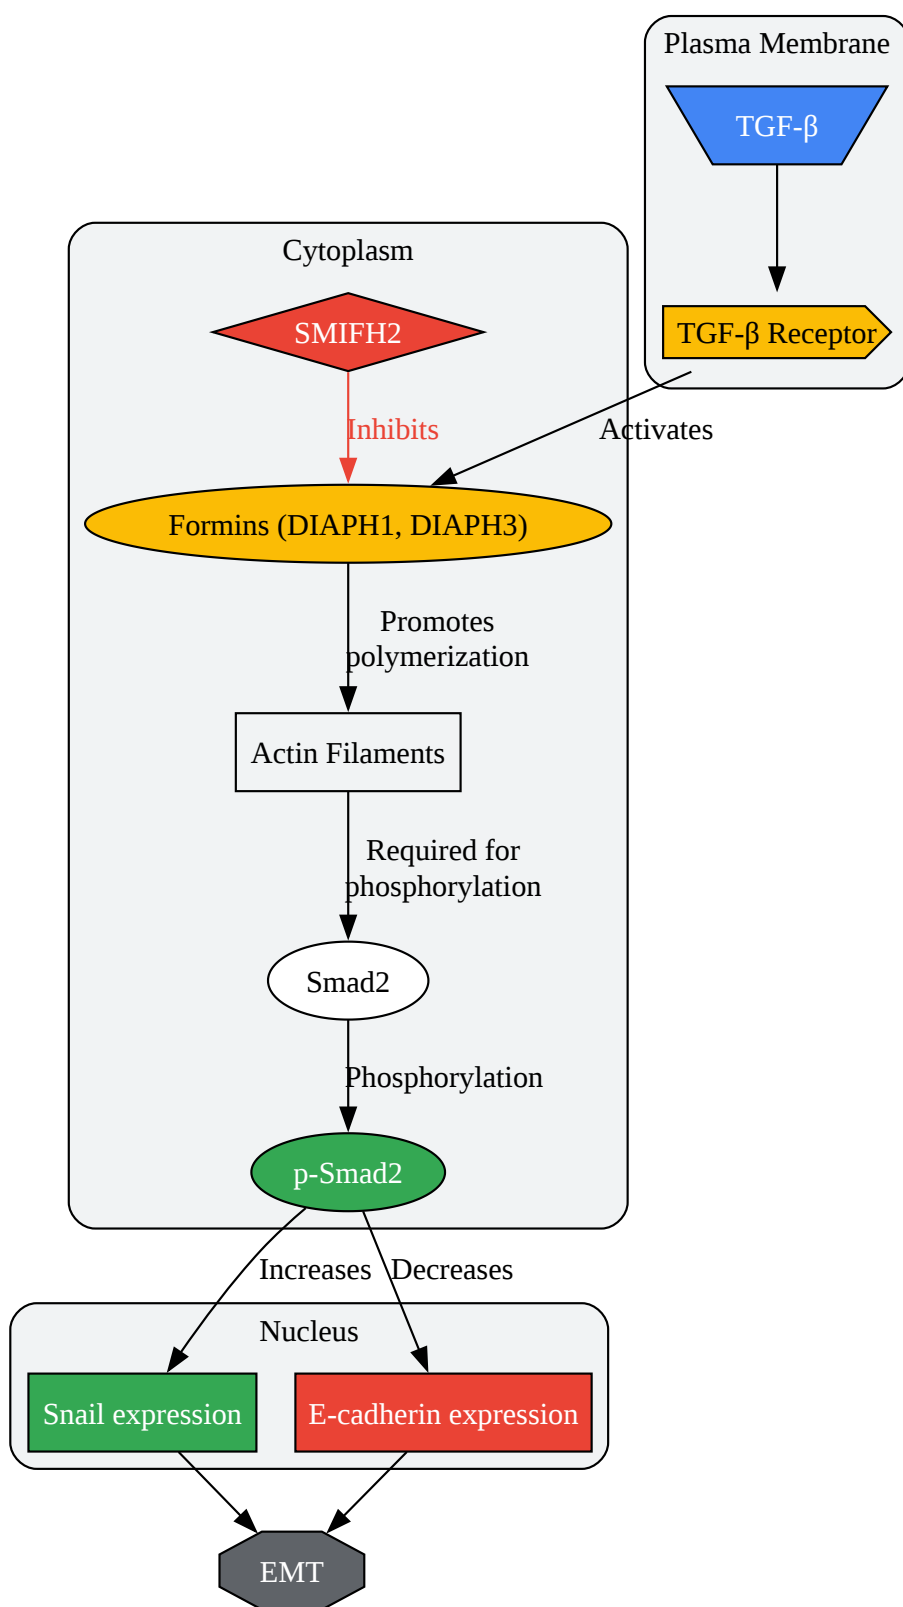 Plasma Membrane
TGF-β
Cytoplasm
SMIFH2
TGF-β Receptor
Inhibits
Activates
Formins (DIAPH1, DIAPH3)
Promotes
polymerization
Actin Filaments
Required for
phosphorylation
Smad2
Phosphorylation
p-Smad2
Increases
Decreases
Nucleus
Snail expression
E-cadherin expression
EMT